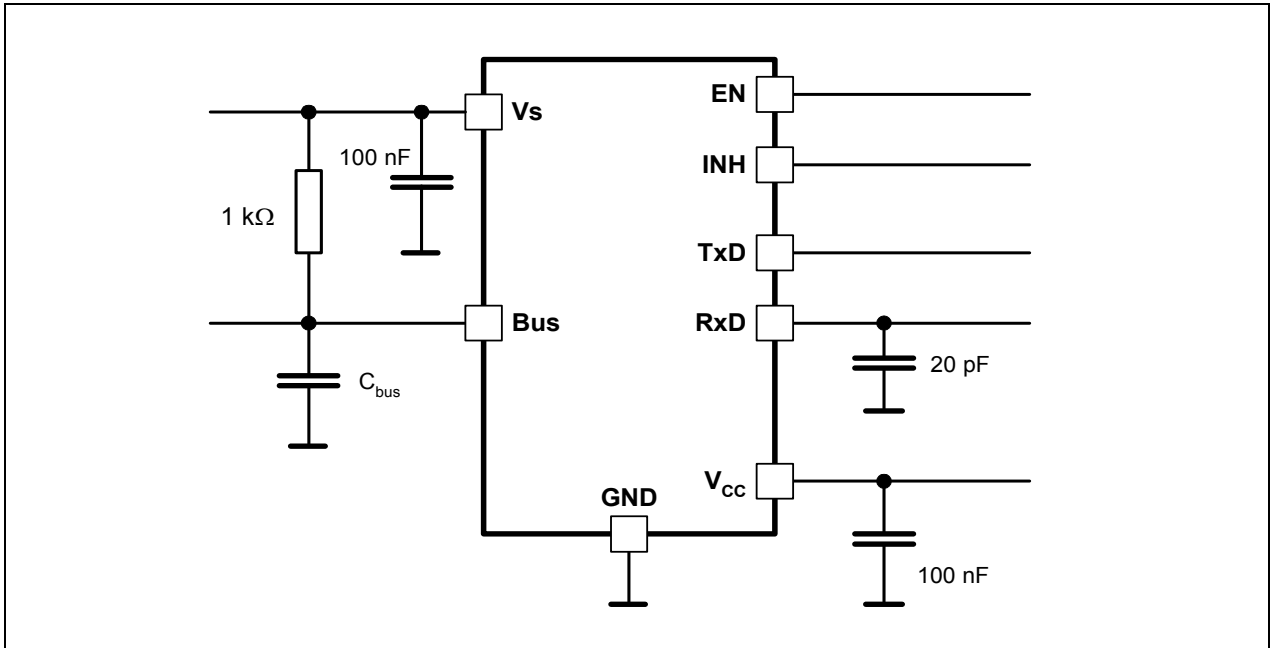 EN
Vs
100 nF
INH
1 kΩ
TxD
Bus
RxD
20 pF
Cbus
VCC
GND
100 nF